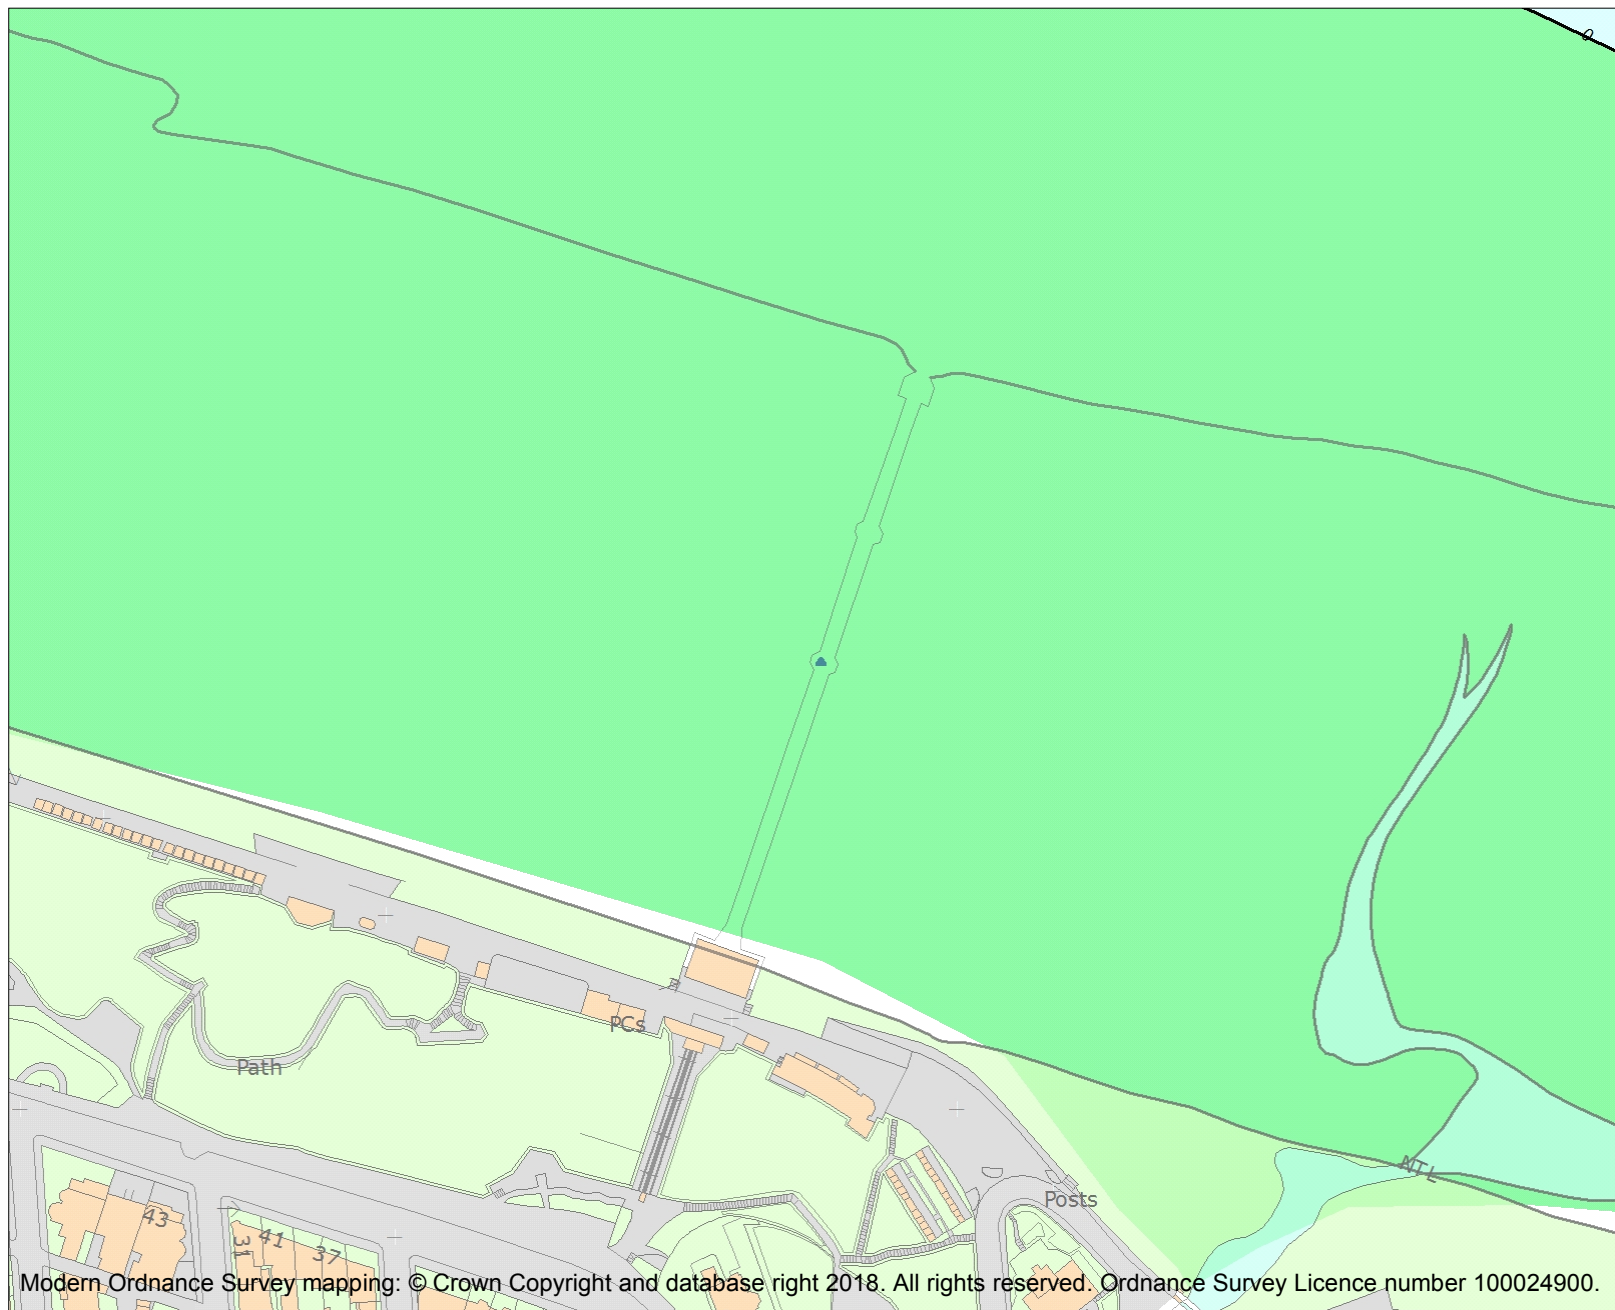 PCs
Path
NTL
Posts
43
31
41
37
Modern Ordnance Survey mapping: © Crown Copyright and database right 2018. All rights reserved. Ordnance Survey Licence number 100024900.